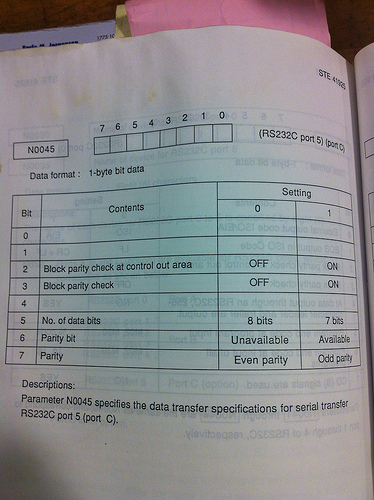 STE 41925
7 6 5 4 3 2 1 0
N0045 (RS232C port 5) (port C)
Data format : 1-byte bit data
Bit Contents Setting
0 1
0
1
2 Block parity check at control out area OFF ON
3 Block parity check OFF ON
4
5 No. of data bits 8 bits 7 bits
6 Parity bit Unavailable Available
7 Parity Even parity Odd parity
Descriptions:
Parameter N0045 specifies the data transfer specifications for serial transfer
RS232C port 5 (port C).